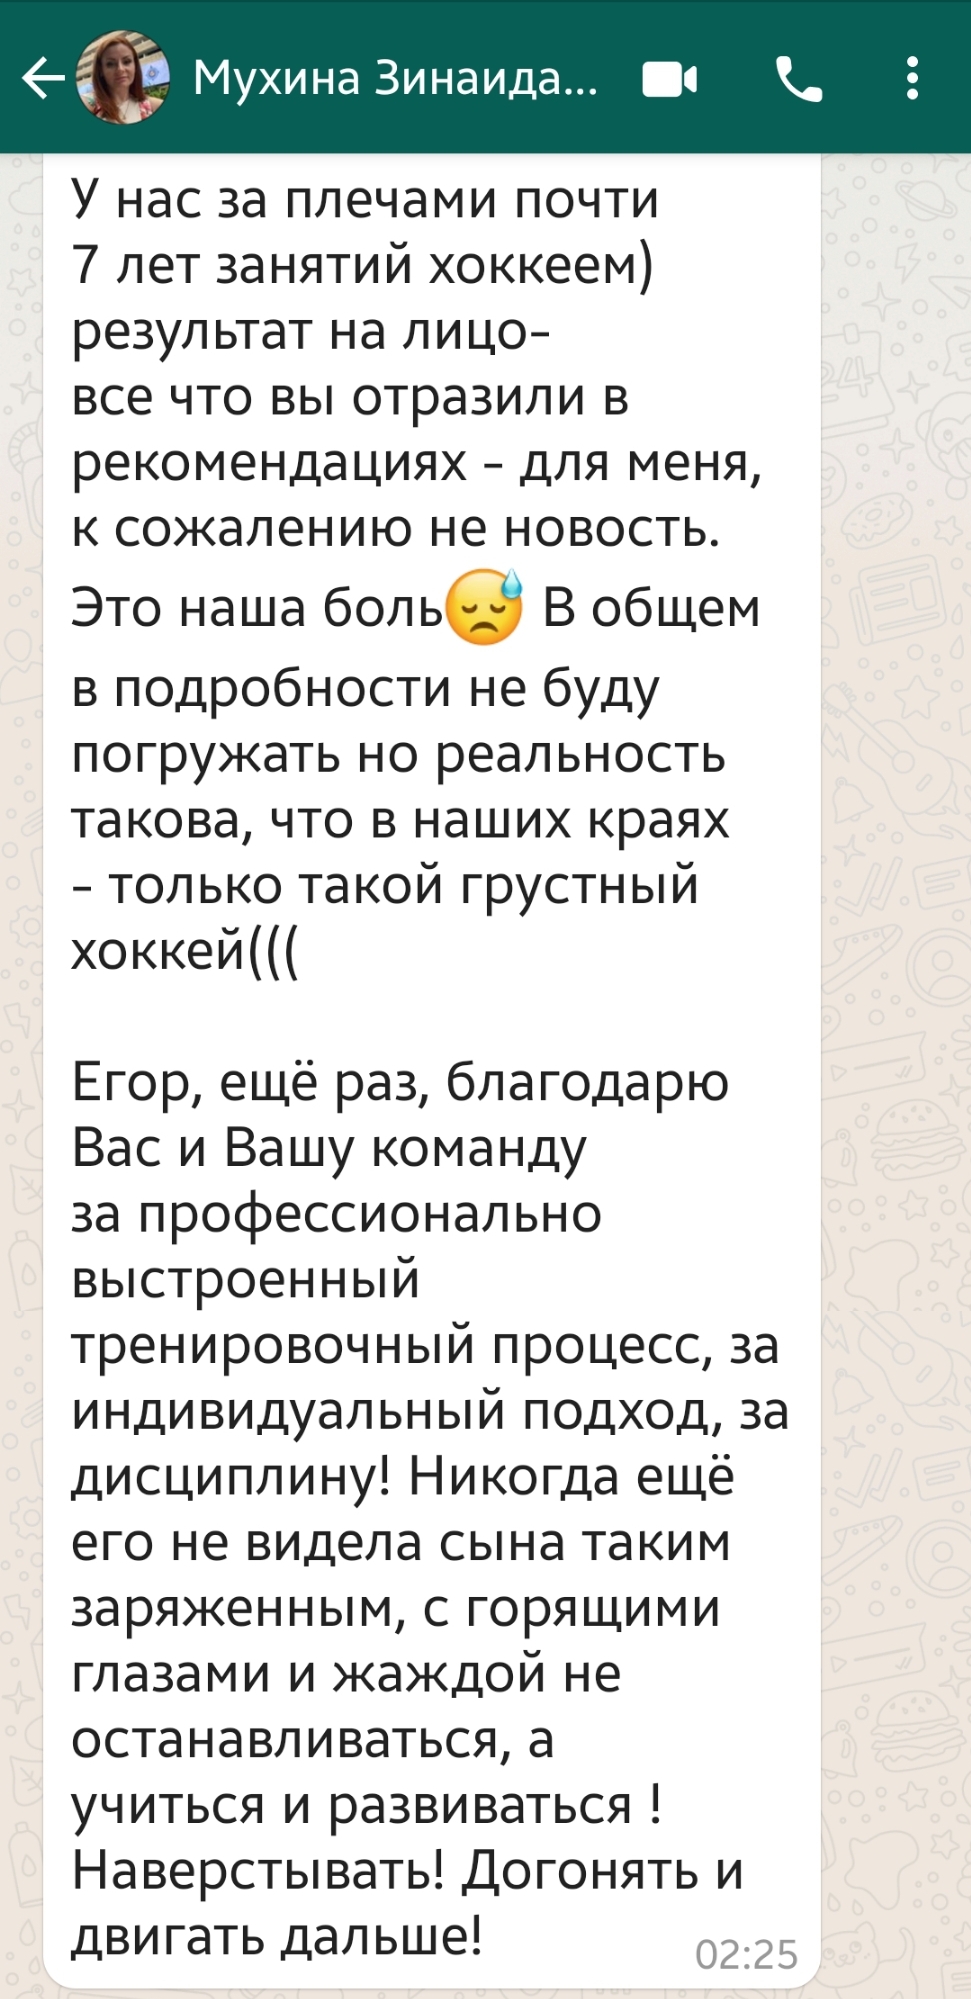 Мухина Зинаида...
У нас за плечами почти
7 лет занятий хоккеем)
результат на лицо-
все что вы отразили в
рекомендациях - для меня,
к сожалению не новость.
Это наша боль😓 В общем
в подробности не буду
погружать но реальность
такова, что в наших краях
- только такой грустный
хоккей(((
Егор, ещё раз, благодарю
Вас и Вашу команду
за профессионально
выстроенный
тренировочный процесс, за
индивидуальный подход, за
дисциплину! Никогда ещё
его не видела сына таким
заряженным, с горящими
глазами и жаждой не
останавливаться, а
учиться и развиваться !
Наверстывать! Догонять и
двигать дальше!
02:25